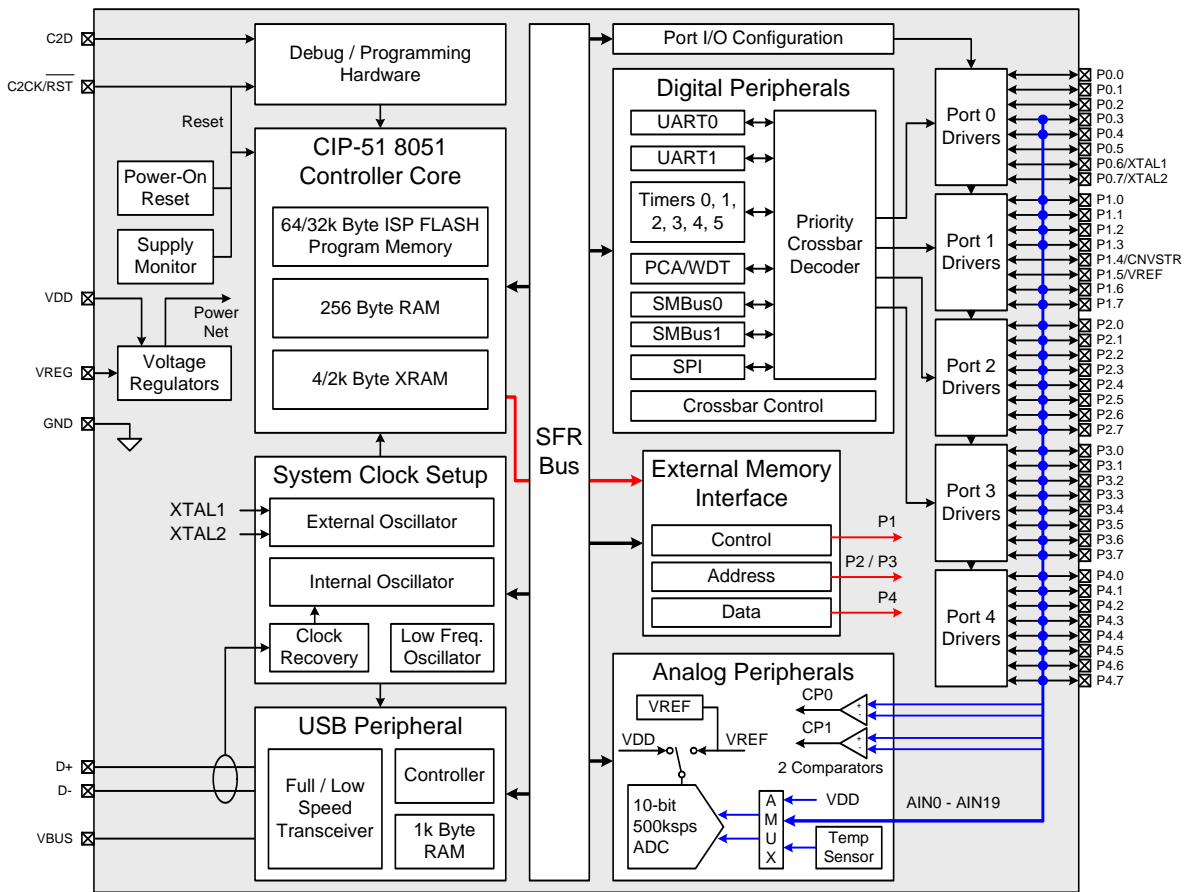 C2D
C2CK/RST
Debug / Programming
Hardware
Reset
Power-On
Reset
Supply
Monitor
VDD
Power
Net
VREG
Voltage
Regulators
GND
CIP-51 8051
Controller Core
64/32k Byte ISP FLASH
Program Memory
256 Byte RAM
4/2k Byte XRAM
System Clock Setup
XTAL1
XTAL2
External Oscillator
Internal Oscillator
Clock
Recovery
Low Freq.
Oscillator
USB Peripheral
D+
D-
VBUS
Full / Low
Speed
Transceiver
Controller
1k Byte
RAM
SFR
Bus
Port I/O Configuration
Digital Peripherals
UART0
UART1
Timers 0, 1,
2, 3, 4, 5
PCA/WDT
SMBus0
SMBus1
SPI
Priority
Crossbar
Decoder
Crossbar Control
External Memory
Interface
Control
Address
Data
P1
P2 / P3
P4
Analog Peripherals
VREF
VDD
VREF
CP0
+
-
CP1
+
-
2 Comparators
10-bit
500ksps
ADC
A
M
U
X
VDD
Temp
Sensor
AIN0 - AIN19
Port 0
Drivers
Port 1
Drivers
Port 2
Drivers
Port 3
Drivers
Port 4
Drivers
P0.0
P0.1
P0.2
P0.3
P0.4
P0.5
P0.6/XTAL1
P0.7/XTAL2
P1.0
P1.1
P1.2
P1.3
P1.4/CNVSTR
P1.5/VREF
P1.6
P1.7
P2.0
P2.1
P2.2
P2.3
P2.4
P2.5
P2.6
P2.7
P3.0
P3.1
P3.2
P3.3
P3.4
P3.5
P3.6
P3.7
P4.0
P4.1
P4.2
P4.3
P4.4
P4.5
P4.6
P4.7